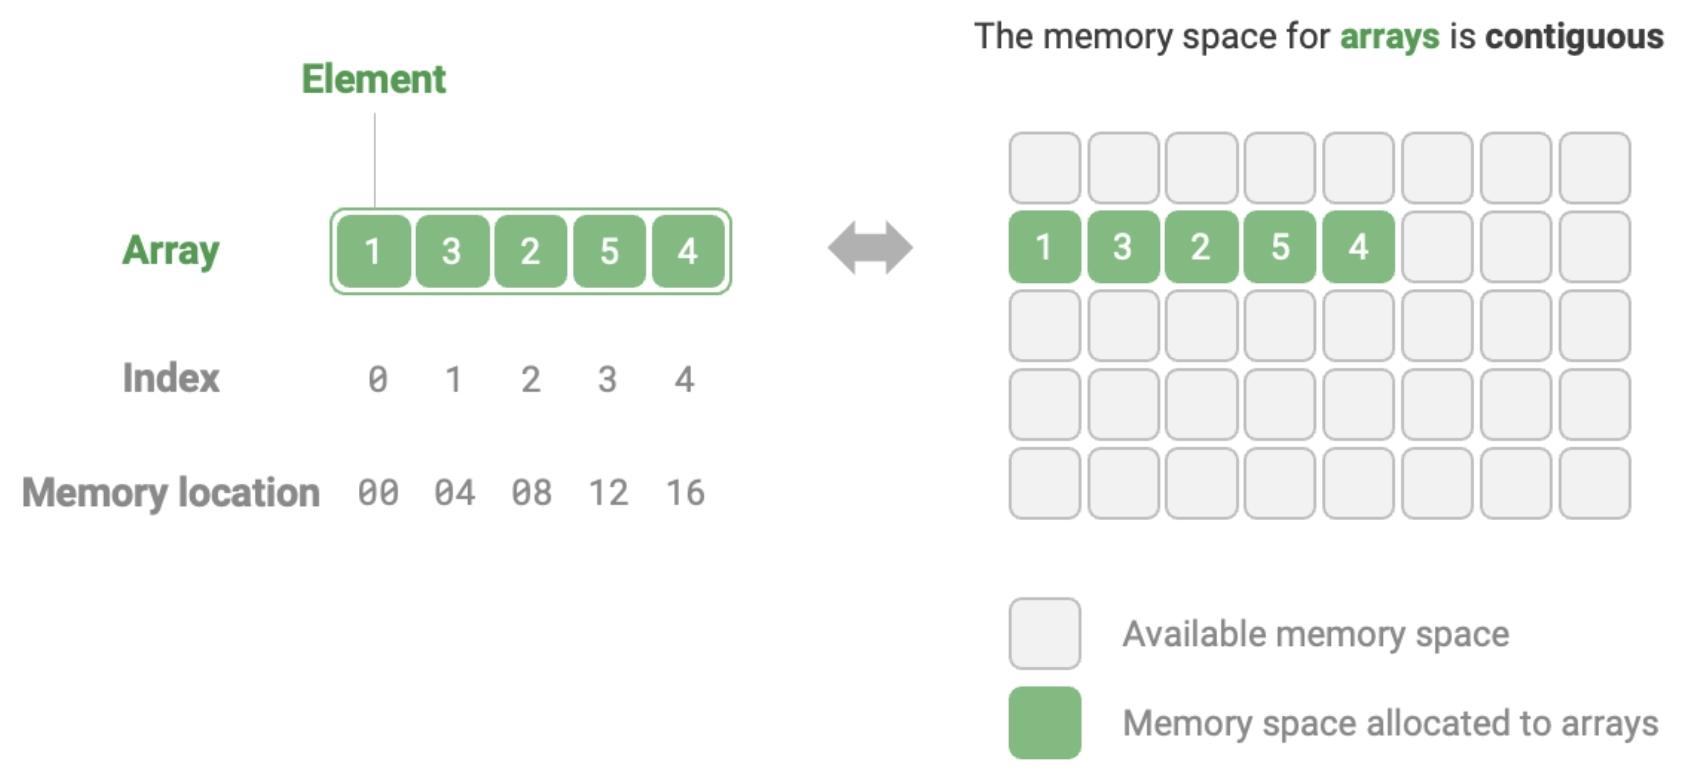 The memory space for arrays is contiguous
Element
Array 1 3 2 5 4
Index 0 1 2 3 4
Memory location 00 04 08 12 16
1 3 2 5 4
Available memory space
Memory space allocated to arrays